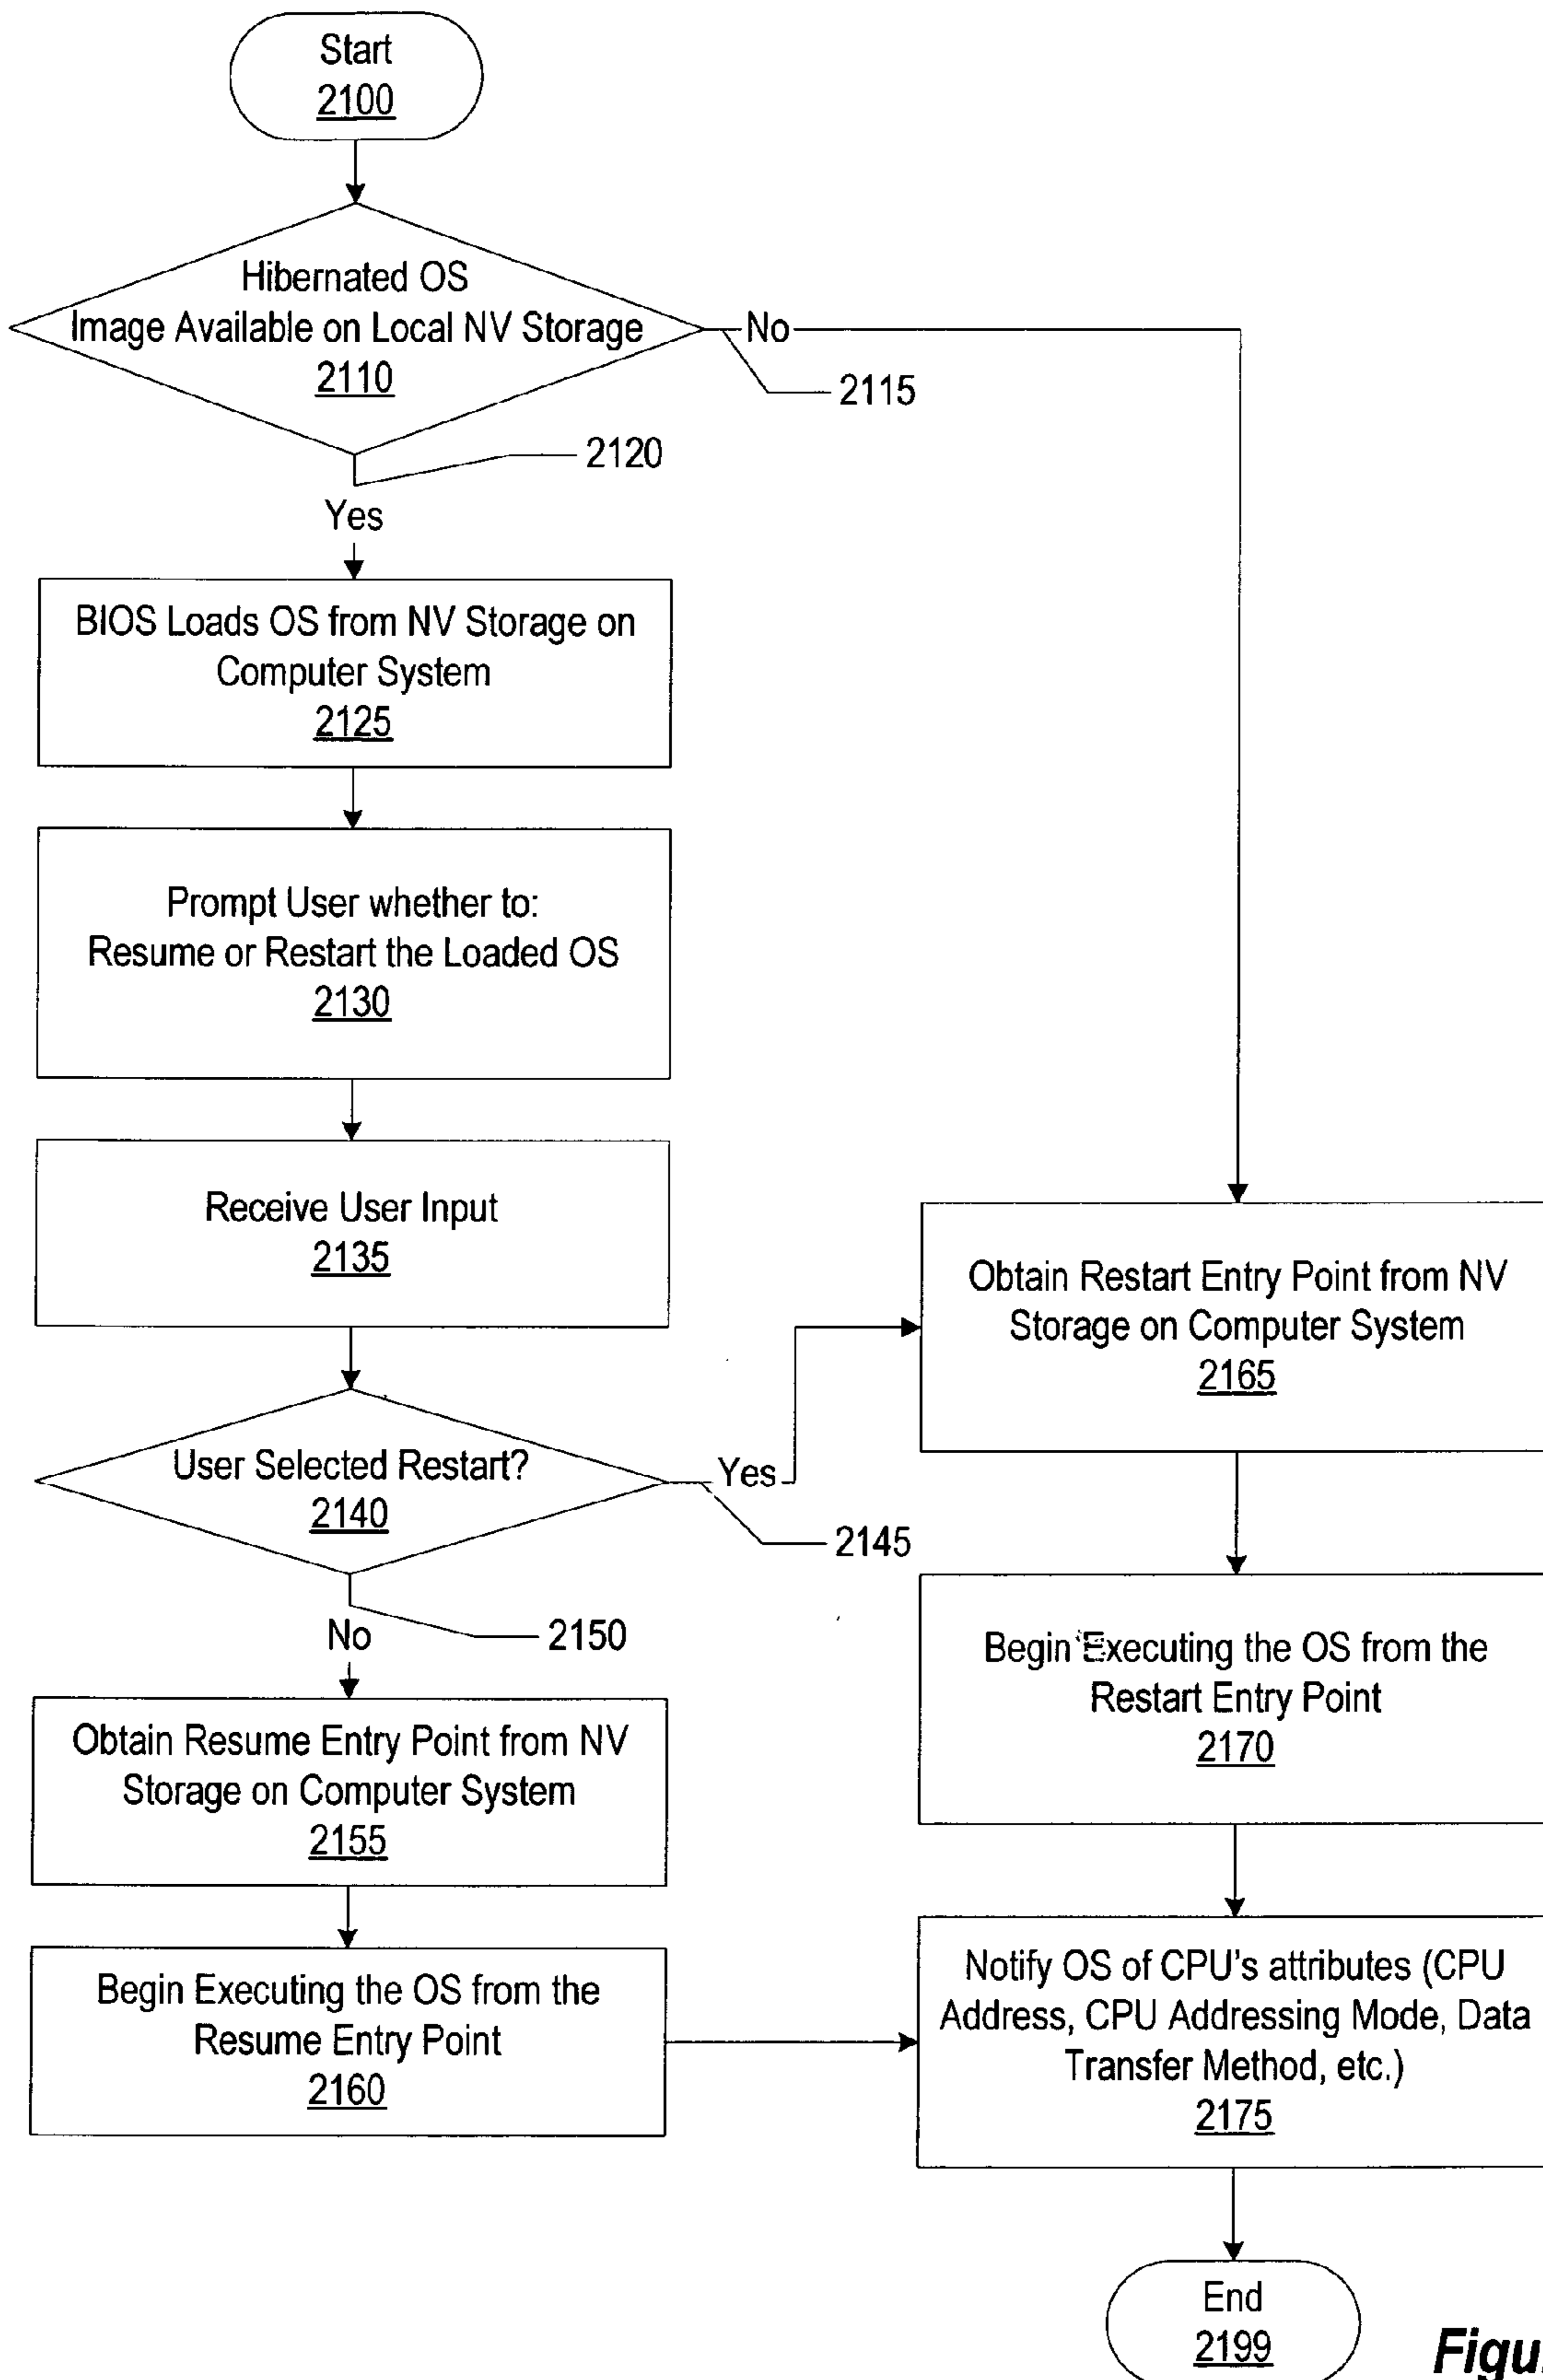 Start
2100
Hibernated OS
Image Available on Local NV Storage
2110
No
2115
2120
Yes
BIOS Loads OS from NV Storage on
Computer System
2125
Prompt User whether to:
Resume or Restart the Loaded OS
2130
Receive User Input
2135
User Selected Restart?
2140
Yes
2145
No
2150
Obtain Resume Entry Point from NV
Storage on Computer System
2155
Begin Executing the OS from the
Resume Entry Point
2160
Obtain Restart Entry Point from NV
Storage on Computer System
2165
Begin Executing the OS from the
Restart Entry Point
2170
Notify OS of CPU's attributes (CPU
Address, CPU Addressing Mode, Data
Transfer Method, etc.)
2175
End
2199